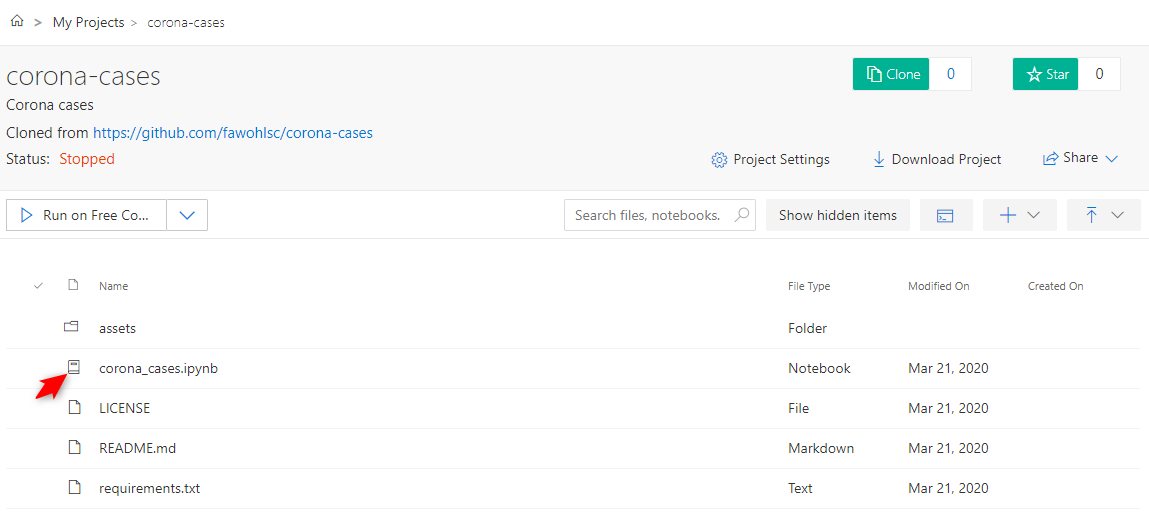 > My Projects > corona-cases
corona-cases
Clone 0 Star 0
Corona cases
Cloned from https://github.com/fawohlsc/corona-cases
Status: Stopped
Project Settings Download Project Share
Run on Free Co... Search files, notebooks. Show hidden items
Name File Type Modified On Created On
assets Folder
corona_cases.ipynb Notebook Mar 21, 2020
LICENSE File Mar 21, 2020
README.md Markdown Mar 21, 2020
requirements.txt Text Mar 21, 2020